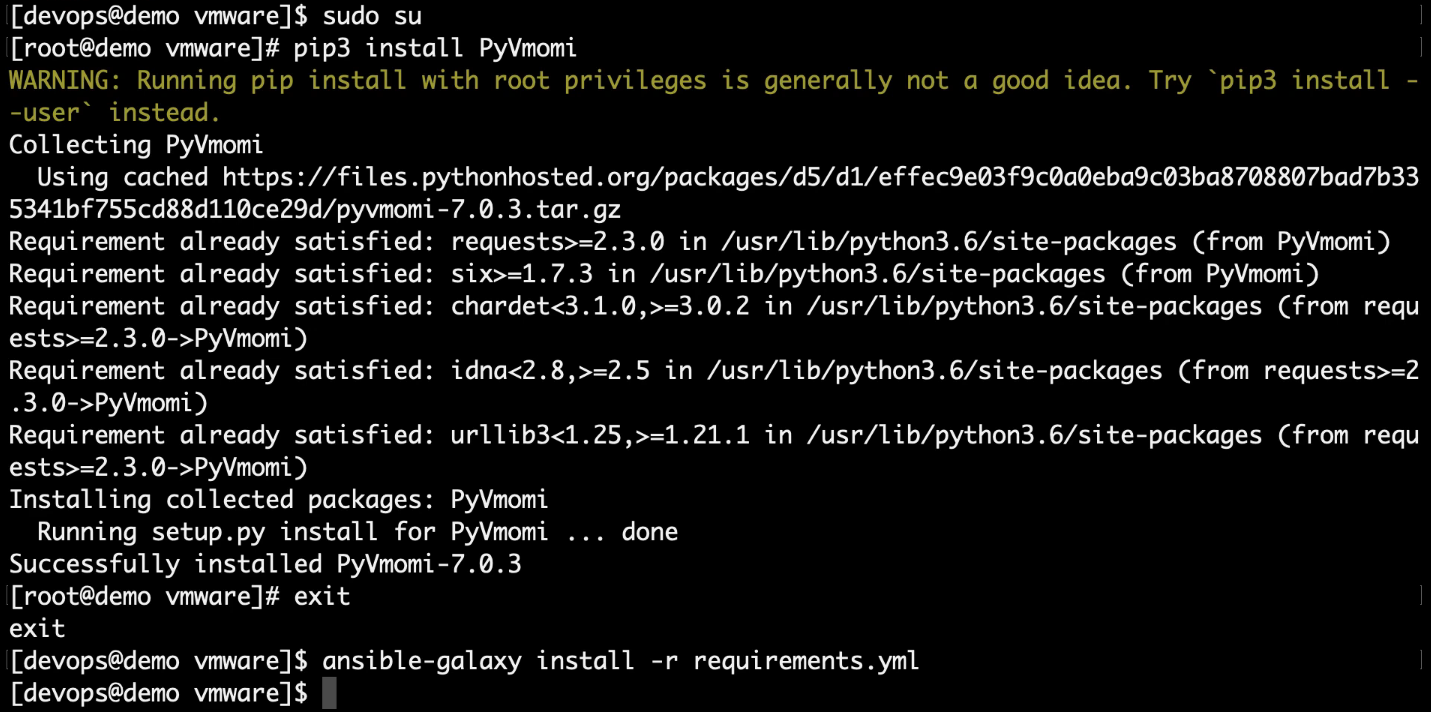 [devops@demo vmware]$ sudo su
[root@demo vmware]# pip3 install PyVmomi
WARNING: Running pip install with root privileges is generally not a good idea. Try `pip3 install -
-user` instead.
Collecting PyVmomi
  Using cached https://files.pythonhosted.org/packages/d5/d1/effec9e03f9c0a0eba9c03ba8708807bad7b33
5341bf755cd88d110ce29d/pyvmomi-7.0.3.tar.gz
Requirement already satisfied: requests>=2.3.0 in /usr/lib/python3.6/site-packages (from PyVmomi)
Requirement already satisfied: six>=1.7.3 in /usr/lib/python3.6/site-packages (from PyVmomi)
Requirement already satisfied: chardet<3.1.0,>=3.0.2 in /usr/lib/python3.6/site-packages (from requ
ests>=2.3.0->PyVmomi)
Requirement already satisfied: idna<2.8,>=2.5 in /usr/lib/python3.6/site-packages (from requests>=2
.3.0->PyVmomi)
Requirement already satisfied: urllib3<1.25,>=1.21.1 in /usr/lib/python3.6/site-packages (from requ
ests>=2.3.0->PyVmomi)
Installing collected packages: PyVmomi
  Running setup.py install for PyVmomi ... done
Successfully installed PyVmomi-7.0.3
[root@demo vmware]# exit
exit
[devops@demo vmware]$ ansible-galaxy install -r requirements.yml
[devops@demo vmware]$